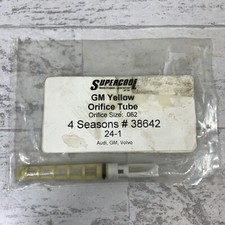 SUPERCOOL
GM Yellow
Orifice Tube
Orifice Size: .062
4 Seasons # 38642
24-1
Audi, GM, Volvo